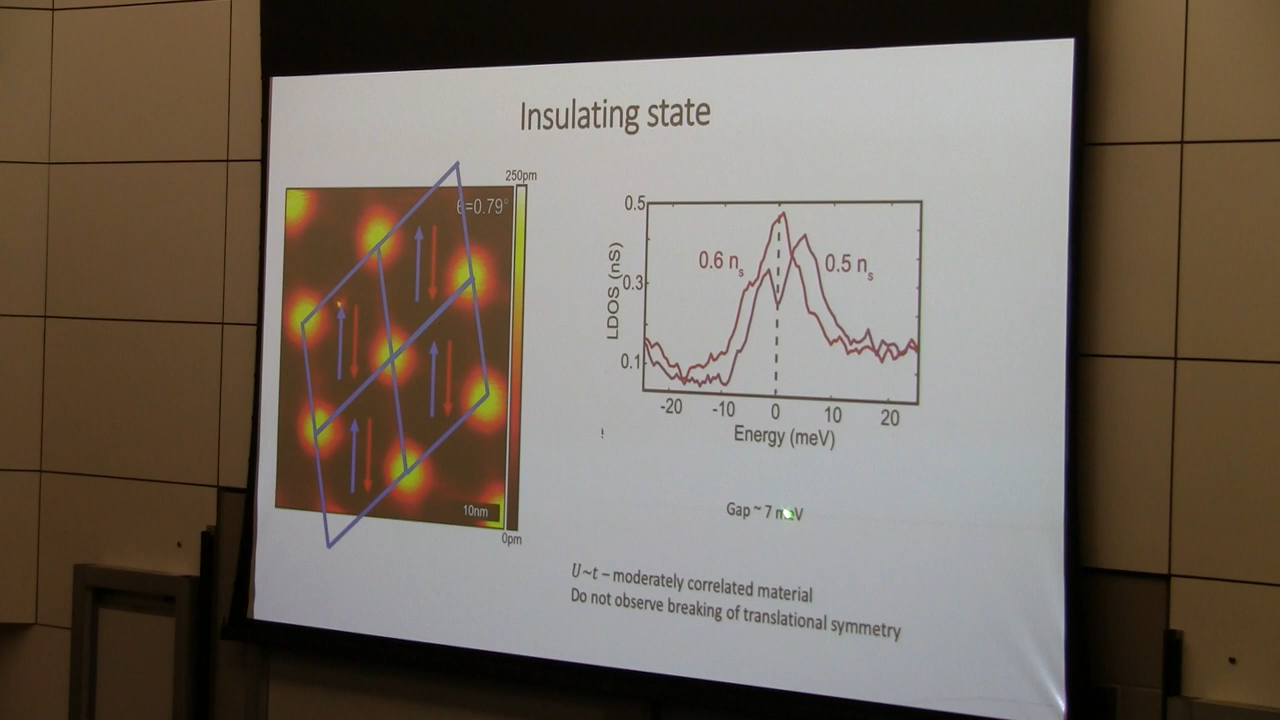 Insulating state
250pm
θ=0.79°
10nm
0pm
LDOS (nS)
0.5
0.3
0.1
0.6 nₛ
0.5 nₛ
-20 -10 0 10 20
Energy (meV)
Gap ~ 7 meV
U~t – moderately correlated material
Do not observe breaking of translational symmetry